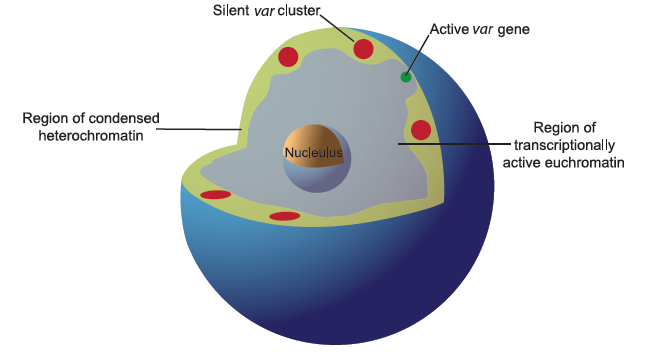 Silent var cluster
Active var gene
Region of condensed
heterochromatin
Nucleulus
Region of
transcriptionally
active euchromatin